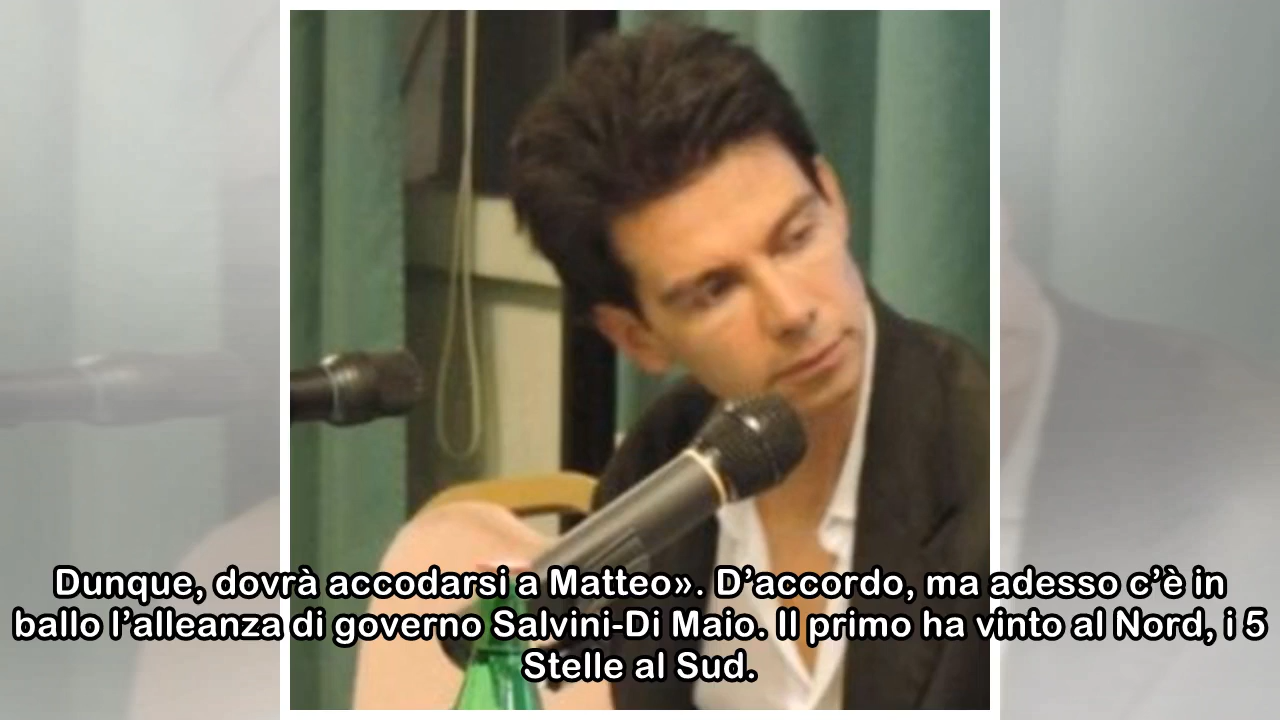 Dunque, dovrà accodarsi a Matteo». D’accordo, ma adesso c’è in
ballo l’alleanza di governo Salvini-Di Maio. Il primo ha vinto al Nord, i 5
Stelle al Sud.